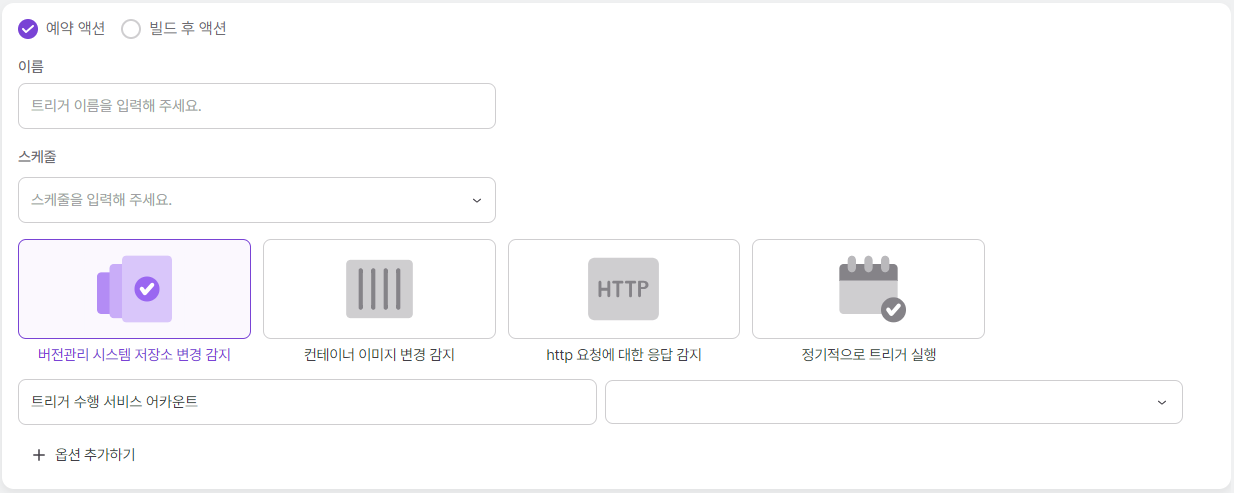 예약 액션 빌드 후 액션
이름
트리거 이름을 입력해 주세요.
스케줄
스케줄을 입력해 주세요.
HTTP
버전관리 시스템 저장소 변경 감지 컨테이너 이미지 변경 감지 http 요청에 대한 응답 감지 정기적으로 트리거 실행
트리거 수행 서비스 어카운트
+ 옵션 추가하기